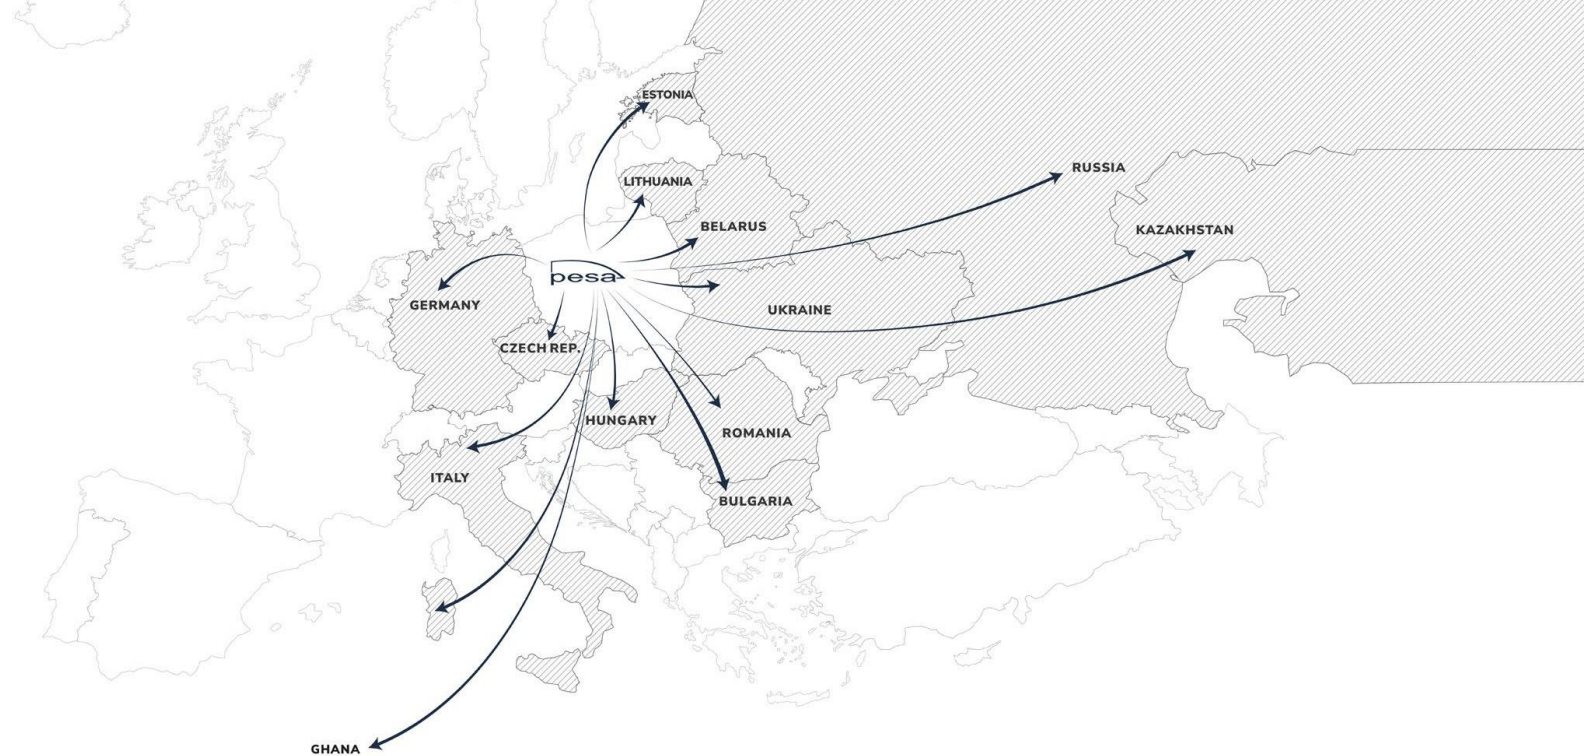 ESTONIA
RUSSIA
LITHUANIA
BELARUS
KAZAKHSTAN
pesa
GERMANY
UKRAINE
CZECH REP.
HUNGARY
ROMANIA
ITALY
BULGARIA
GHANA